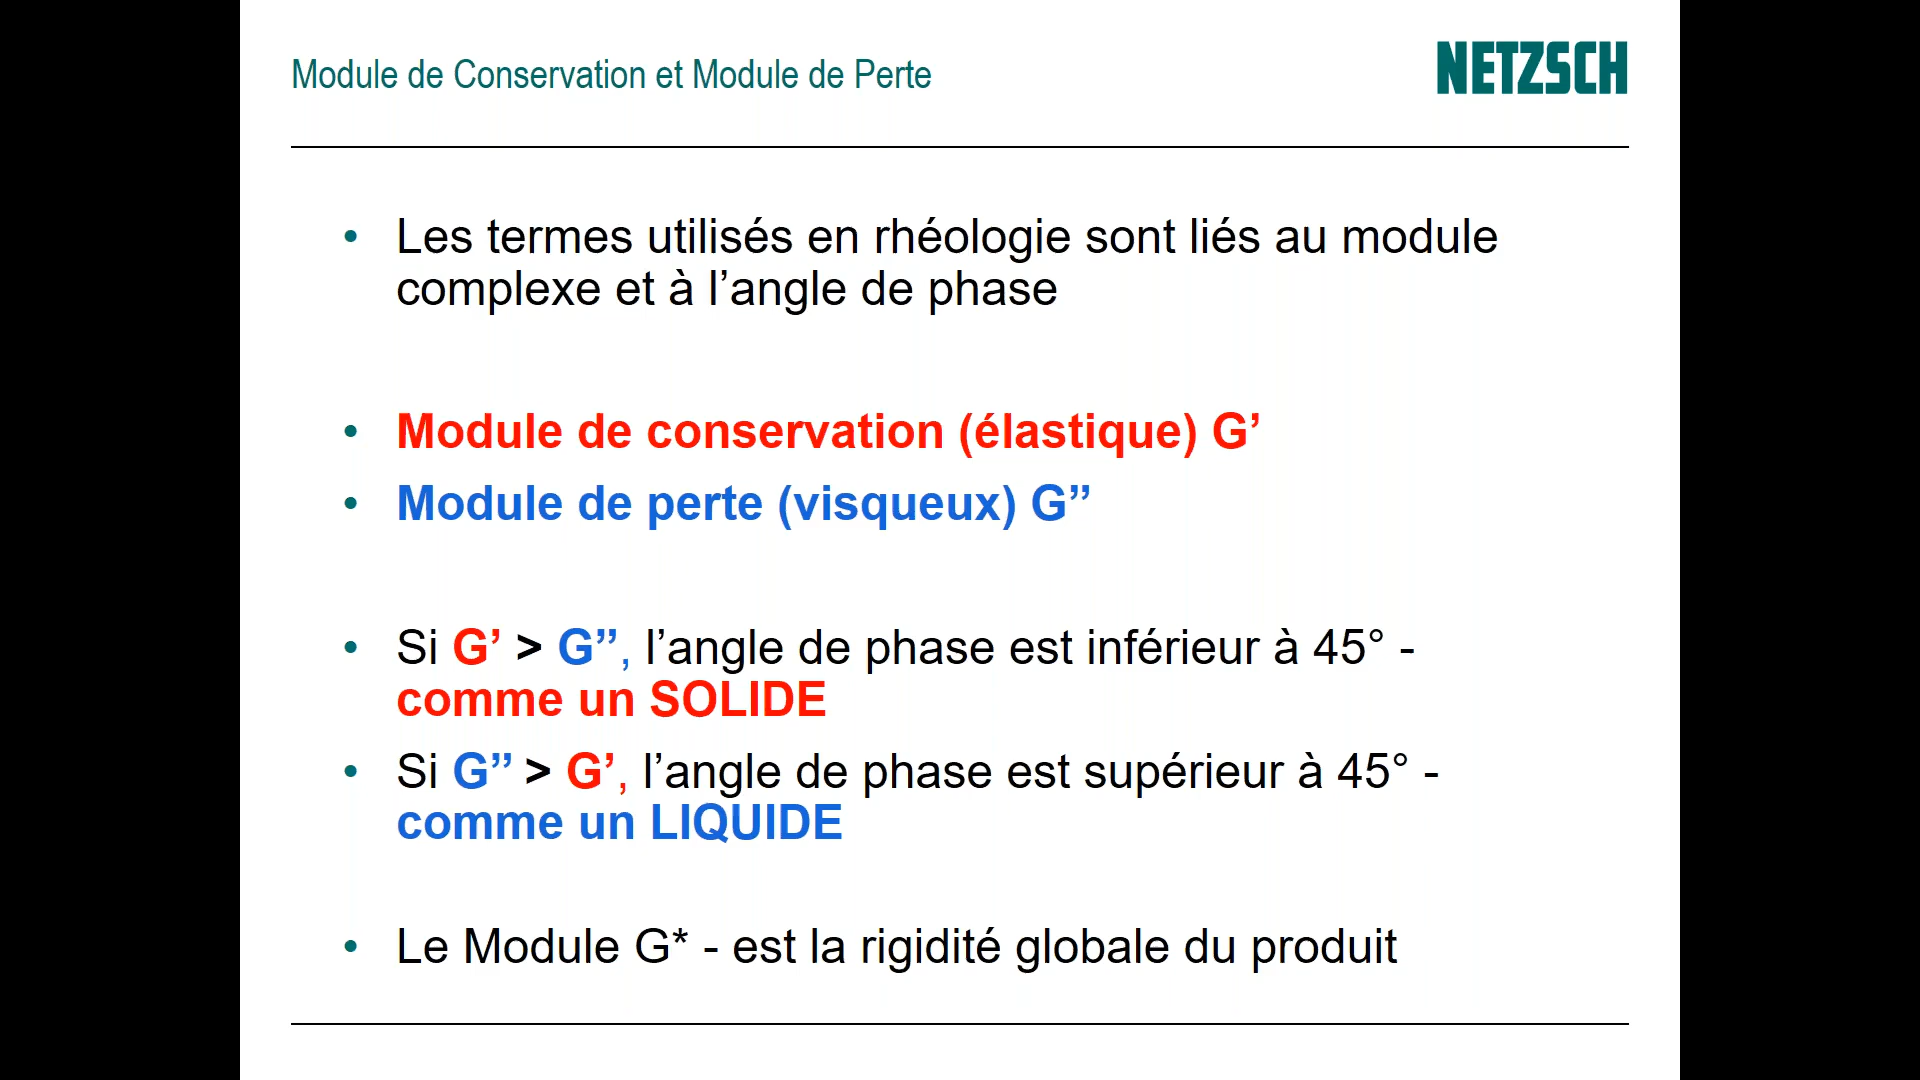 Module de Conservation et Module de Perte
NETZSCH
• Les termes utilisés en rhéologie sont liés au module
complexe et à l’angle de phase
• Module de conservation (élastique) G’
• Module de perte (visqueux) G’’
• Si G’ > G’’, l’angle de phase est inférieur à 45° -
comme un SOLIDE
• Si G’’ > G’, l’angle de phase est supérieur à 45° -
comme un LIQUIDE
• Le Module G* - est la rigidité globale du produit